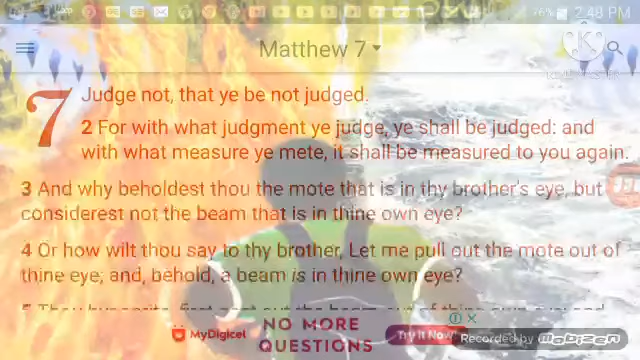 76% 2:48 PM
Matthew 7
7 Judge not, that ye be not judged.
2 For with what judgment ye judge, ye shall be judged: and
with what measure ye mete, it shall be measured to you again.
3 And why beholdest thou the mote that is in thy brother's eye, but
considerest not the beam that is in thine own eye?
4 Or how wilt thou say to thy brother, Let me pull out the mote out of
thine eye; and, behold, a beam is in thine own eye?
MyDigicel
NO MORE
QUESTIONS
Try It Now
Recorded by mobizen